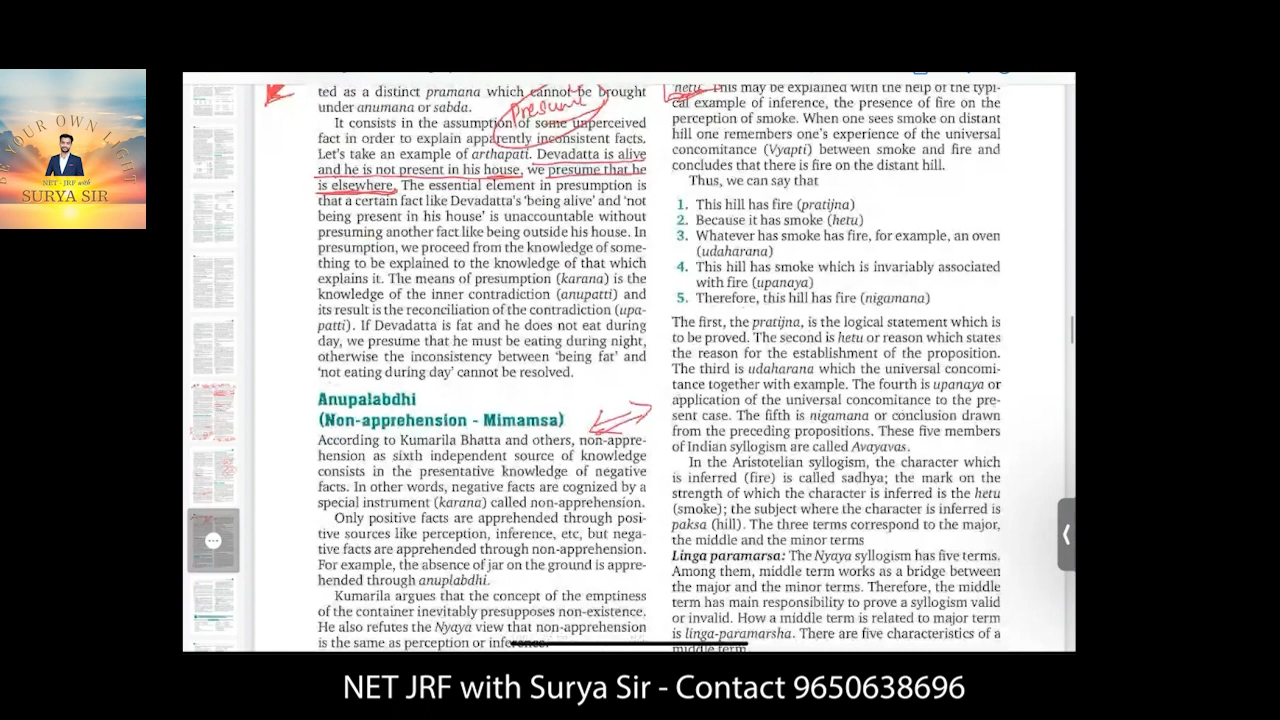 OWN
NET - JRF with
SURYA SIR
ted as a distinct pramana which cannot be brought
under anumana or sabda.
It consists in the assumption of some unperceived
fact in order to explain apparently inconsistent facts.
Let's use an example of Arthapatti. Devadatta is alive
and he is not present in his house, we presume that he
is elsewhere. The essential element in presumption is
that of a fact like Devadatta's 'being alive' and 'not
being present in his house' is unaccountable without
presuming another fact of 'being outside his house'. In
presumption, we proceed from the knowledge of some-
thing to be explained to the knowledge of that which
explains it. The instrument of presumption (karana) is the
knowledge of the inconsistency or contradiction (anupapatti) and
its result is the reconciliation of the contradiction (upa-
patti)
day, we presume that he must be eating during night
otherwise the contradiction between 'being fat' and
'not eating during day' cannot be resolved.
Anupalabdhi
(Non-apprehension) (Mimamsa)
According to Kumarila Bhatta and others, non-appre-
hension as sixth independent source of knowledge
consists in the presentative knowledge of negative
facts. In other words, negative facts are cognized by a
special instrument (karana) called non-apprehension.
Only positive facts are apprehended through posi-
tive sources like perception, inference, etc, but nega-
tive facts are apprehended through nonapprehension.
For example, the absence of jar on the ground is appre-
hended through
Kumarila argues that the concept of the emptiness
of the container inevitably presupposes non-existence.
He also rejects the Nyaya view that non-apprehension
is the same as perception or inference.
hetu. This may be explained with the help of the typi-
cal example of inference, the presence of fire on the
perception of smoke. When one sees smoke on distant
hill one remembers one's experience of the universal
concomitance (Vyapti) between smoke and fire and
concludes that there is fire on the distant hill.
Thus, we can say that
1. This hill has fire (pratijna)
2. Because it has smoke (hetu)
3. Whatever has smoke has fire, for example, an oven
(udaharana)
4. This hill has smoke which is invariably associated
with fire (upanaya)
5. Therefore, this hill has fire (nigamana)
The first, the Pratijna, is the logical statement which is
to be proved. The second is hetu or reason which states
the reason for the establishment of the proposition.
The third is udaharana which the universal concomi-
tance together with example. The fourth is upanaya or
application of the universal concomitance to the pre-
sent case. The fifth is nigamana or conclusion drawn
from the preceding propositions. These five members
of Indian syllogism are called Avayanas.
In the Aristotelian syllogism, the character which
is inferred (fire) is called sadhya; the mark on the
strength of which the character is inferred is the hetu
(smoke); the subject where the character is inferred is
paksa (hill). The three terms correspond to the major,
the middle and the minor terms
Linga paramarsa: The Nyaya syllogism has five terms.
Among them, middle term works as a bridge between
the major and the minor terms. Therefore, the middle
term has main responsibility to prove a syllogism valid
or invalid. How a middle term is related to major term
is linga-paramarsha. There are five characteristics of a
middle term.
NET JRF with Surya Sir - Contact 9650638696